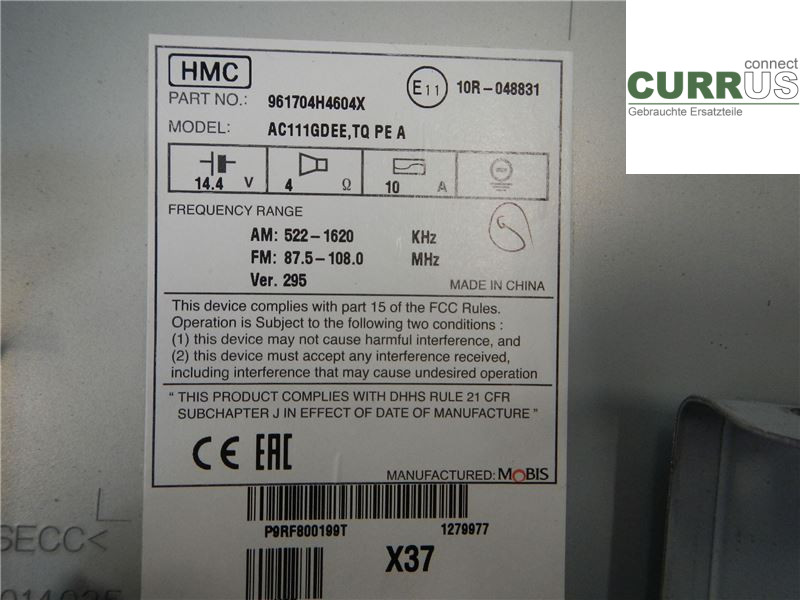 connect
CURRUS
Gebrauchte Ersatzteile
HMC
E11 10R-048831
PART NO.: 961704H4604X
MODEL: AC111GDEE,TQ PE A
14.4 V 4 Ω 10 A
FREQUENCY RANGE
AM: 522-1620 KHz
FM: 87.5-108.0 MHz
Ver. 295
MADE IN CHINA
This device complies with part 15 of the FCC Rules.
Operation is Subject to the following two conditions :
(1) this device may not cause harmful interference, and
(2) this device must accept any interference received,
including interference that may cause undesired operation
" THIS PRODUCT COMPLIES WITH DHHS RULE 21 CFR
SUBCHAPTER J IN EFFECT OF DATE OF MANUFACTURE "
CE EAC
MANUFACTURED: MOBIS
P9RF800199T 1279977
X37
SECC<